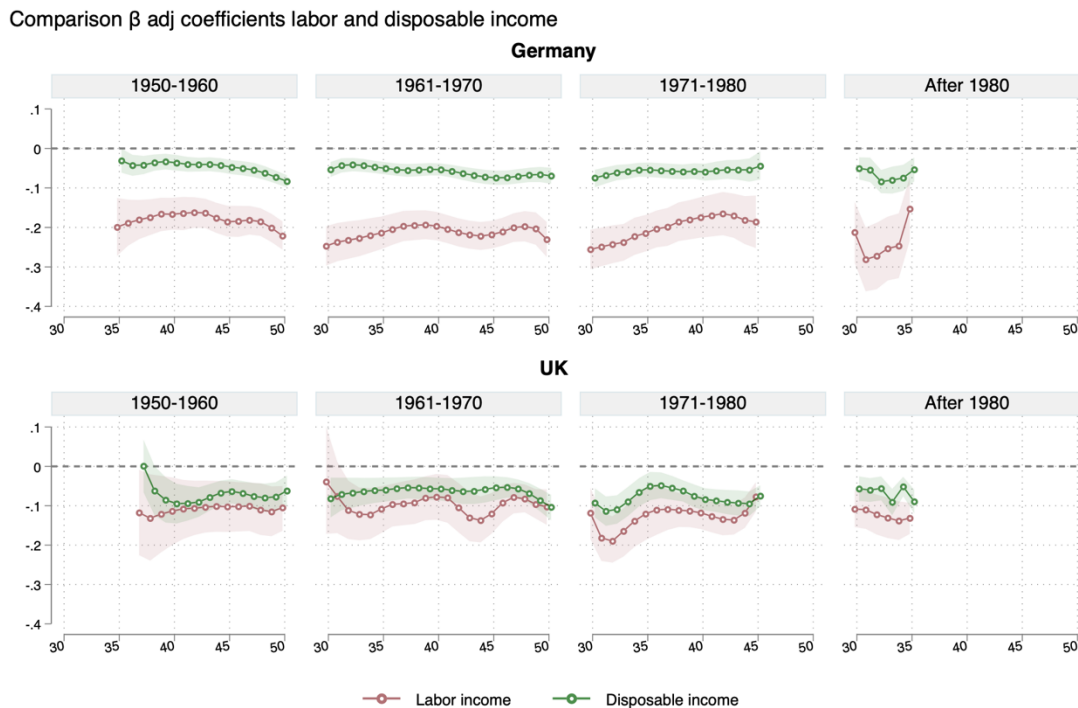 Comparison β adj coefficients labor and disposable income
Germany
1950-1960 1961-1970 1971-1980 After 1980
.1
0
-.1
-.2
-.3
-.4
30 35 40 45 50 30 35 40 45 50 30 35 40 45 50 30 35 40 45 50
UK
1950-1960 1961-1970 1971-1980 After 1980
.1
0
-.1
-.2
-.3
-.4
30 35 40 45 50 30 35 40 45 50 30 35 40 45 50 30 35 40 45 50
Labor income Disposable income